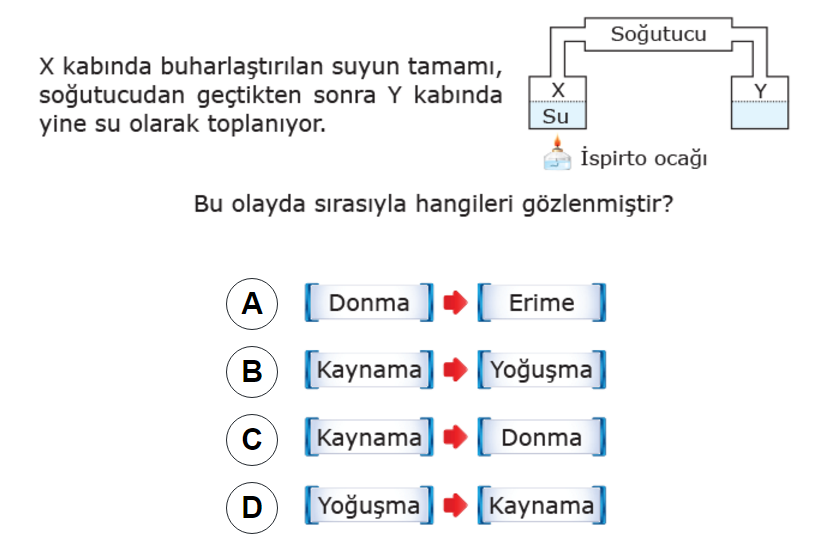 X kabında buharlaştırılan suyun tamamı,
soğutucudan geçtikten sonra Y kabında
yine su olarak toplanıyor.
Soğutucu
X
Su
Y
İspirto ocağı
Bu olayda sırasıyla hangileri gözlenmiştir?
A Donma Erime
B Kaynama Yoğuşma
C Kaynama Donma
D Yoğuşma Kaynama